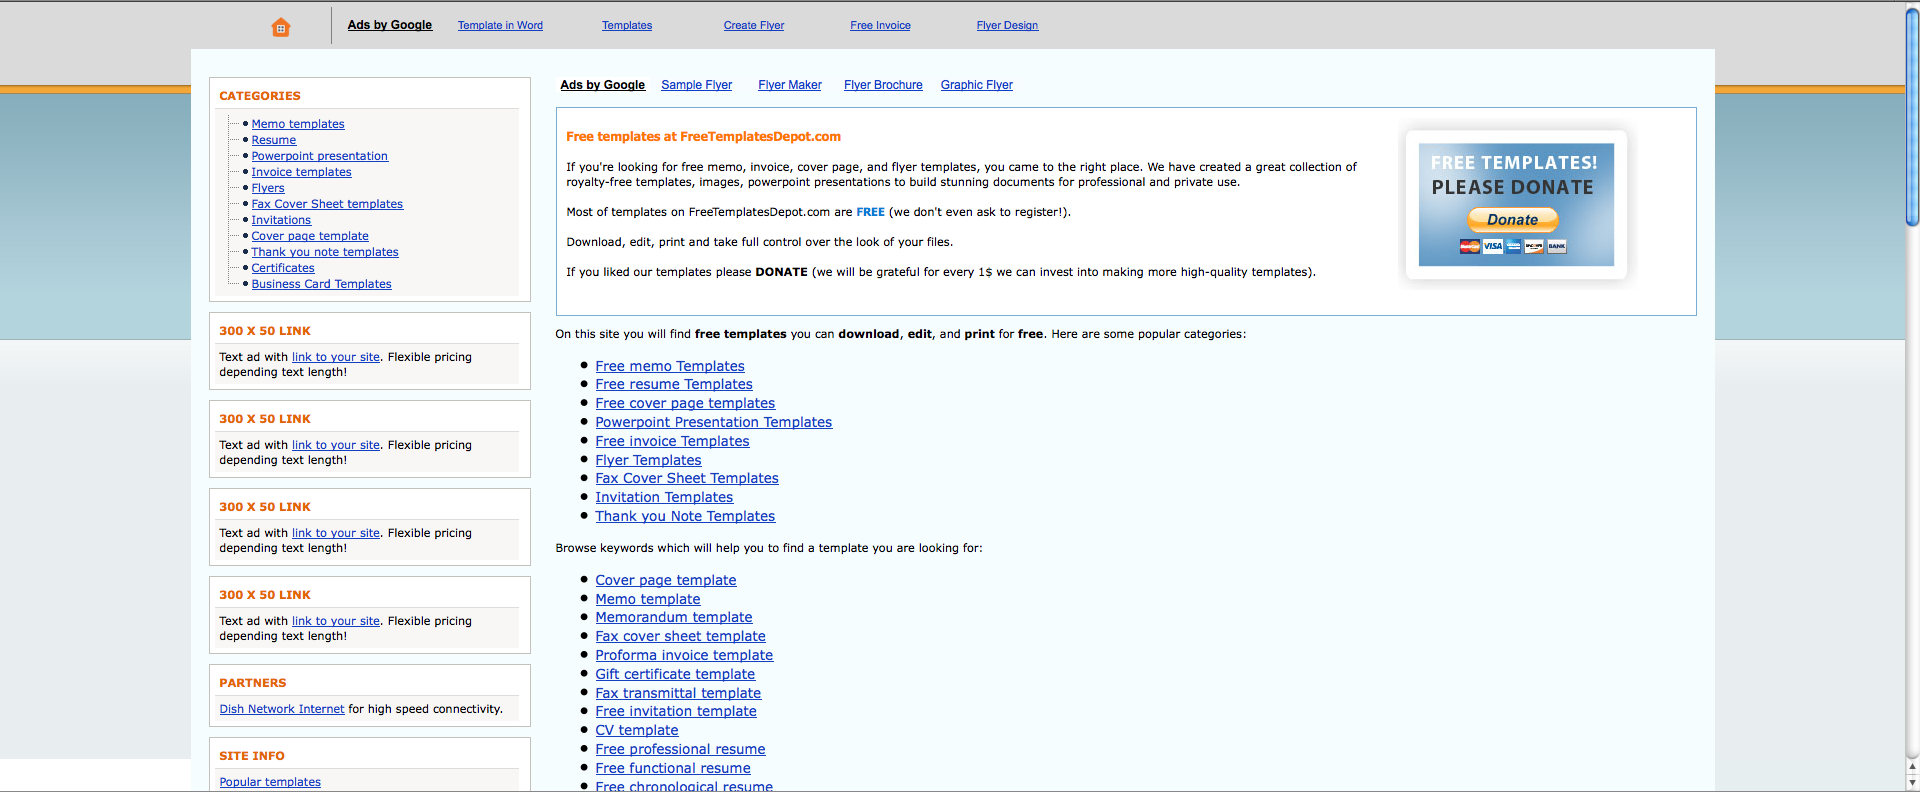 Ads by Google Template in Word Templates Create Flyer Free Invoice Flyer Design
CATEGORIES
Memo templates
Resume
Powerpoint presentation
Invoice templates
Flyers
Fax Cover Sheet templates
Invitations
Cover page template
Thank you note templates
Certificates
Business Card Templates
300 X 50 LINK
Text ad with link to your site. Flexible pricing
depending text length!
300 X 50 LINK
Text ad with link to your site. Flexible pricing
depending text length!
300 X 50 LINK
Text ad with link to your site. Flexible pricing
depending text length!
300 X 50 LINK
Text ad with link to your site. Flexible pricing
depending text length!
PARTNERS
Dish Network Internet for high speed connectivity.
SITE INFO
Popular templates
Ads by Google Sample Flyer Flyer Maker Flyer Brochure Graphic Flyer
Free templates at FreeTemplatesDepot.com
If you're looking for free memo, invoice, cover page, and flyer templates, you came to the right place. We have created a great collection of
royalty-free templates, images, powerpoint presentations to build stunning documents for professional and private use.
Most of templates on FreeTemplatesDepot.com are FREE (we don't even ask to register!).
Download, edit, print and take full control over the look of your files.
If you liked our templates please DONATE (we will be grateful for every 1$ we can invest into making more high-quality templates).
FREE TEMPLATES!
PLEASE DONATE
Donate
VISA BANK
On this site you will find free templates you can download, edit, and print for free. Here are some popular categories:
Free memo Templates
Free resume Templates
Free cover page templates
Powerpoint Presentation Templates
Free invoice Templates
Flyer Templates
Fax Cover Sheet Templates
Invitation Templates
Thank you Note Templates
Browse keywords which will help you to find a template you are looking for:
Cover page template
Memo template
Memorandum template
Fax cover sheet template
Proforma invoice template
Gift certificate template
Fax transmittal template
Free invitation template
CV template
Free professional resume
Free functional resume
Free chronological resume